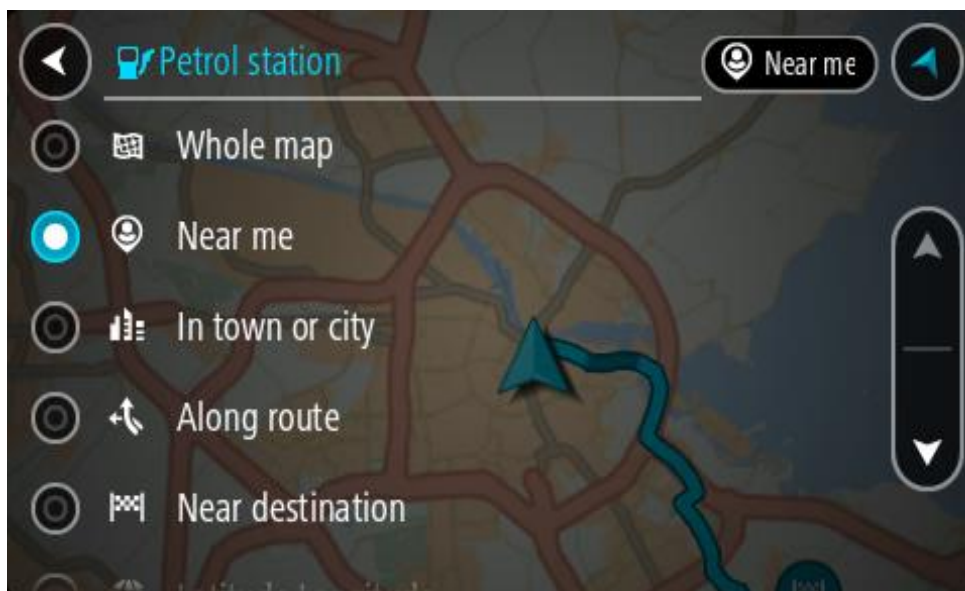 Petrol station
Near me
Whole map
Near me
In town or city
Along route
Near destination